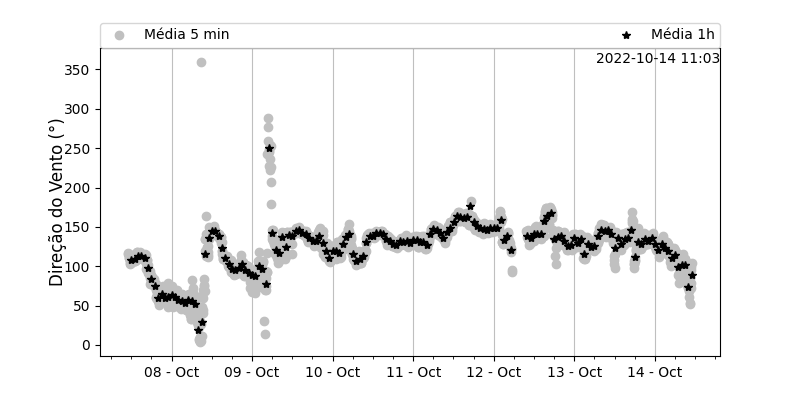 Média 5 min
Média 1h
2022-10-14 11:03
Direção do Vento (°)
350
300
250
200
150
100
50
0
08 - Oct
09 - Oct
10 - Oct
11 - Oct
12 - Oct
13 - Oct
14 - Oct